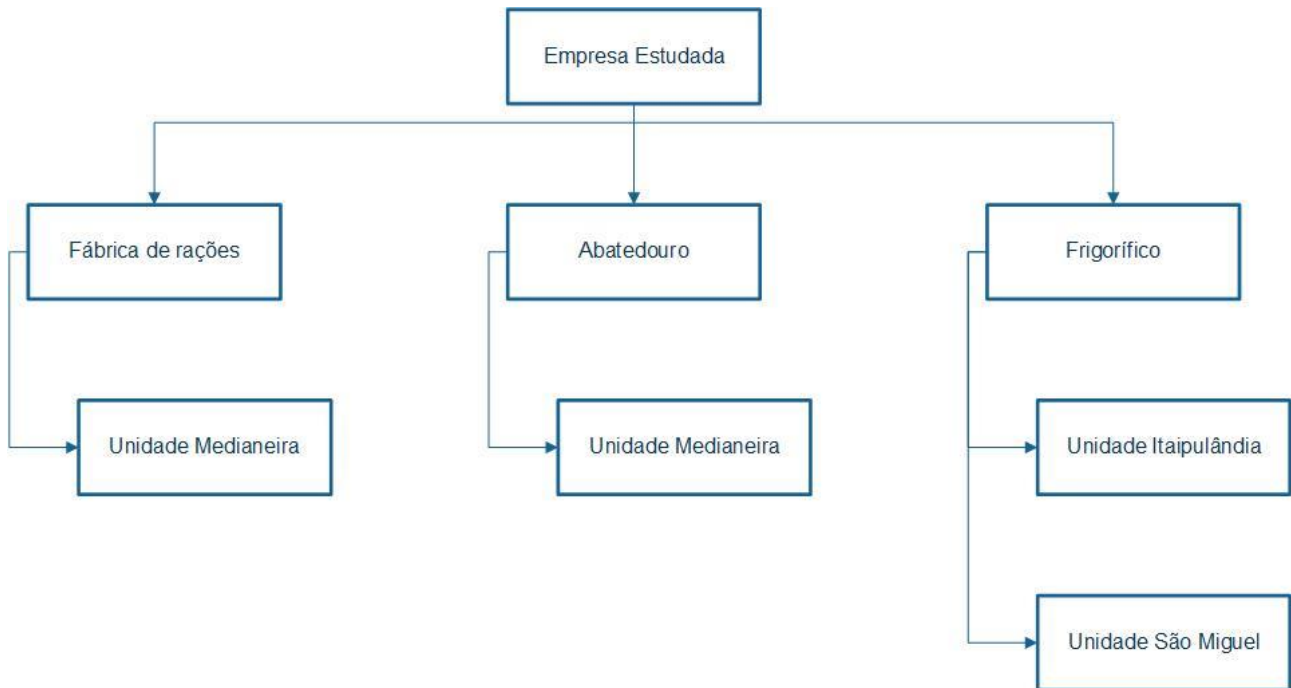 Empresa Estudada
Fábrica de rações
Abatedouro
Frigorífico
Unidade Medianeira
Unidade Medianeira
Unidade Itaipulândia
Unidade São Miguel